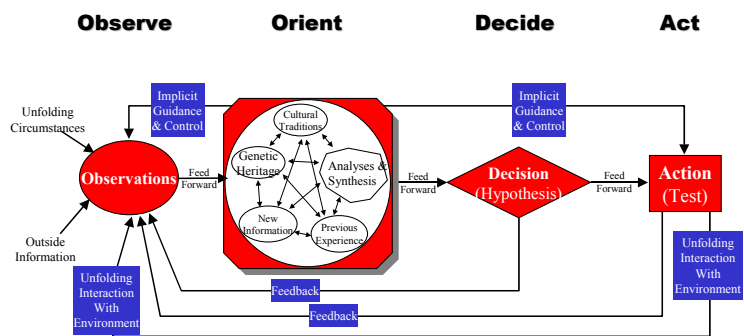 Observe
Orient
Decide
Act
Implicit
Guidance
& Control
Implicit
Guidance
& Control
Unfolding
Circumstances
Observations
Outside
Information
Feed
Forward
Cultural
Traditions
Genetic
Heritage
Analyses &
Synthesis
New
Information
Previous
Experience
Feed
Forward
Decision
(Hypothesis)
Feed
Forward
Action
(Test)
Unfolding
Interaction
With
Environment
Feedback
Feedback
Unfolding
Interaction
With
Environment